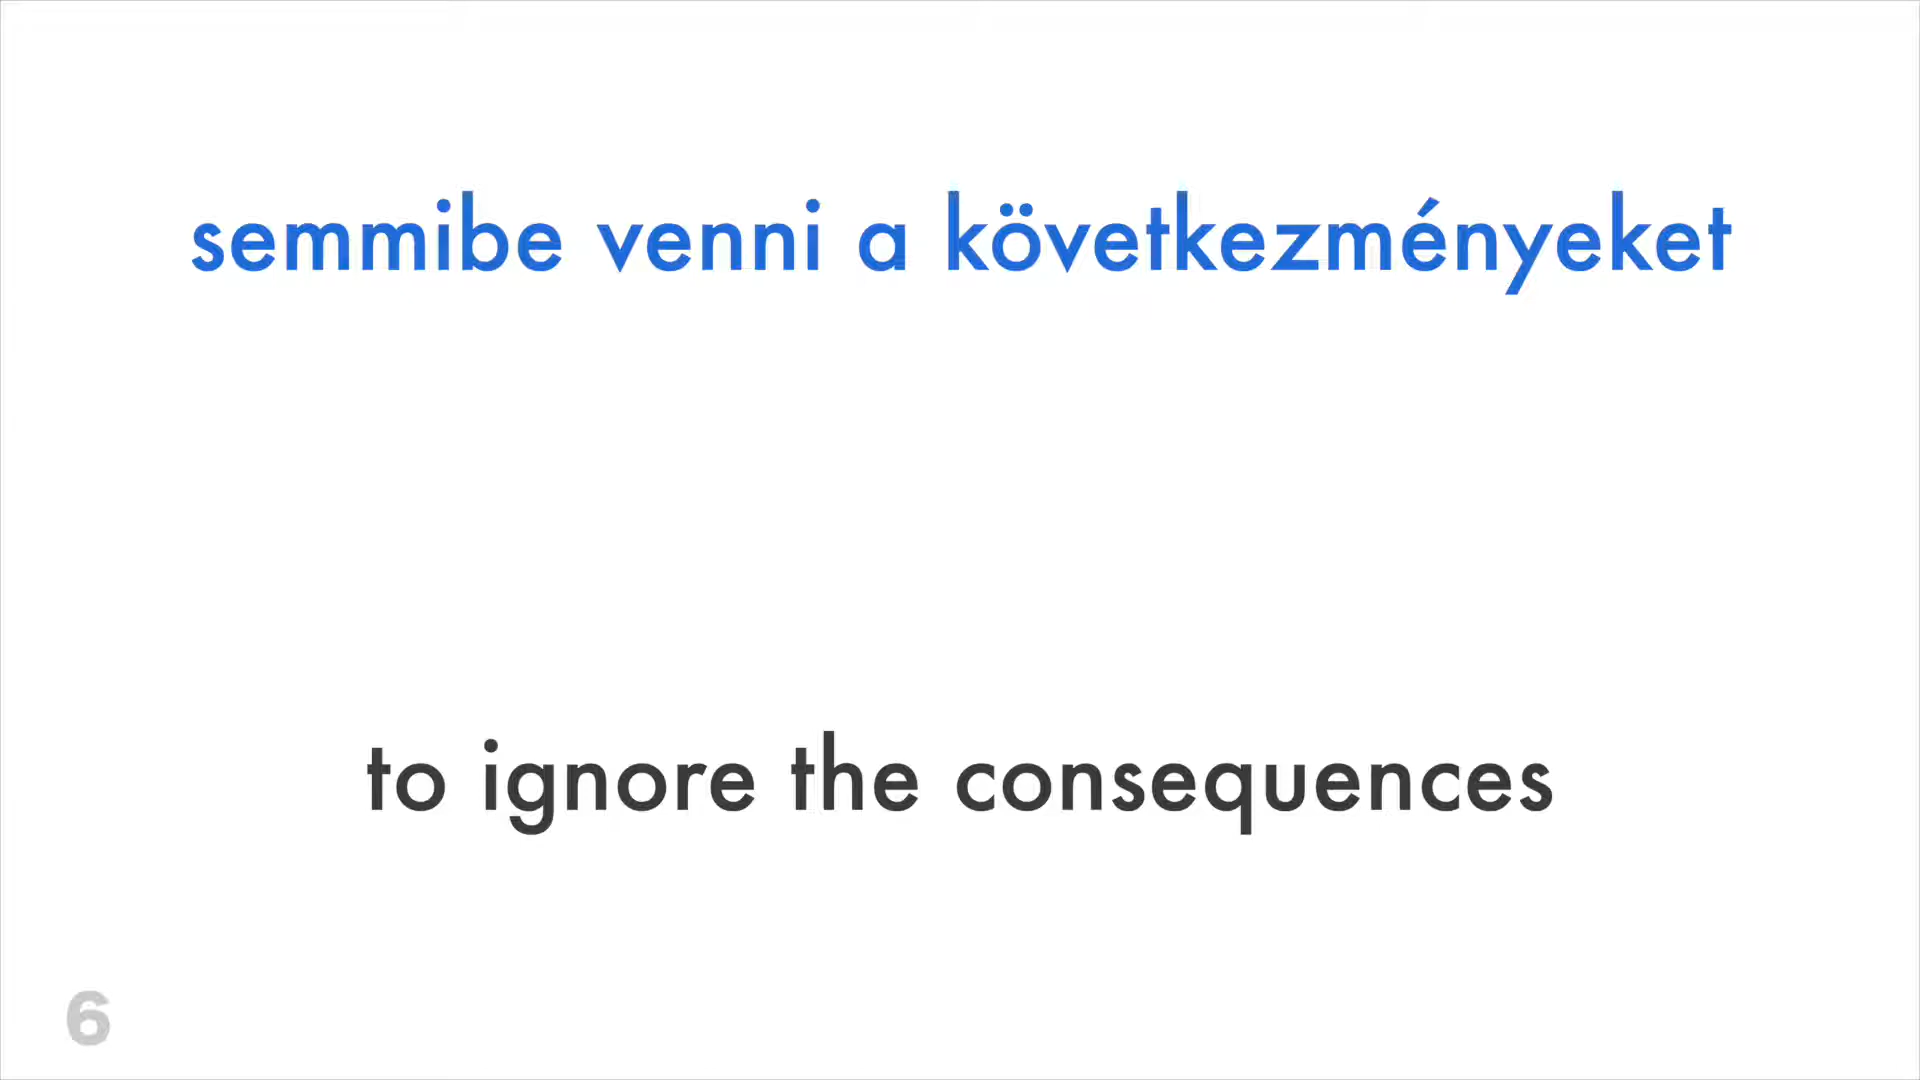 semmibe venni a következményeket
to ignore the consequences
6